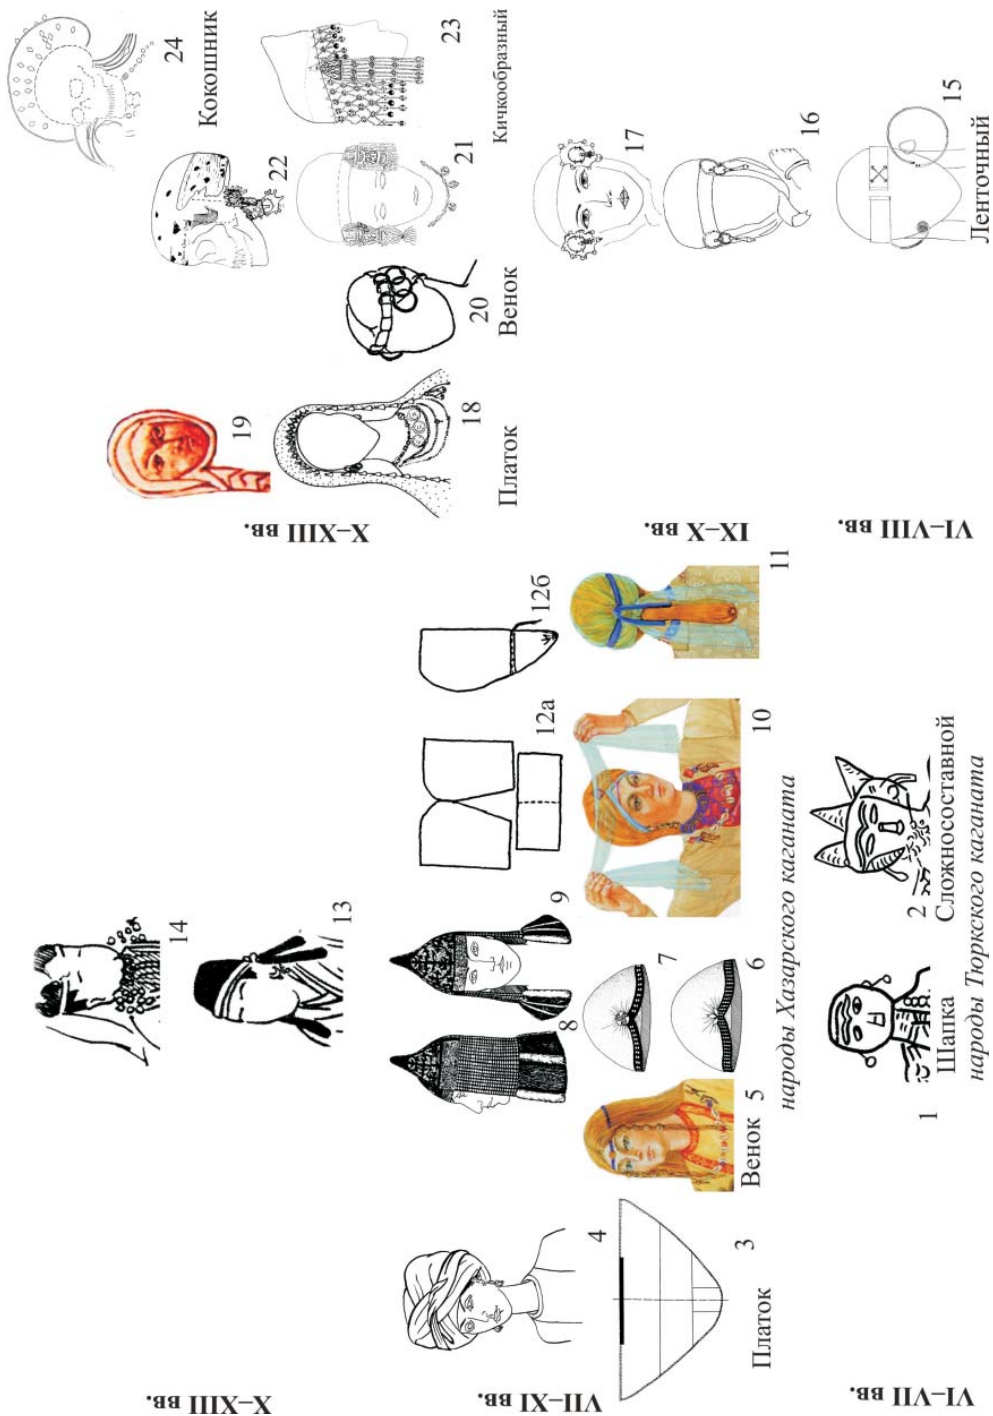 X–XIII вв.
14
13
VII–XI вв.
4
8
9
12а
12б
3
Платок
5
Венок
7
6
10
11
народы Хазарского каганата
VI–VII вв.
1
Шапка
2
Сложносоставной
народы Тюркского каганата
X–XIII вв.
19
18
Платок
20
Венок
22
21
24
Кокошник
23
Кичкообразный
IX–X вв.
17
16
VI–VIII вв.
15
Ленточный